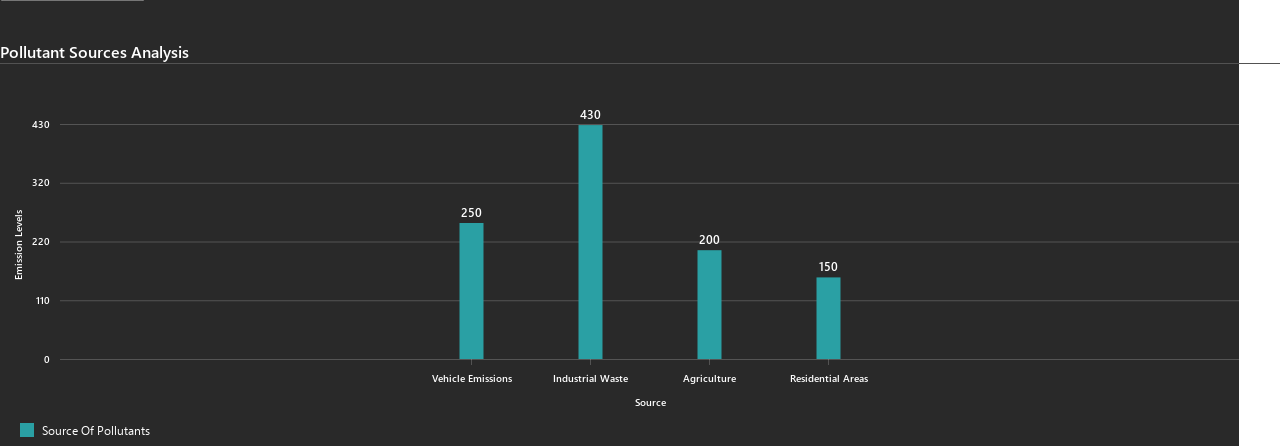 Pollutant Sources Analysis
430
430
320
250
220
200
150
110
0
Emission Levels
Vehicle Emissions
Industrial Waste
Agriculture
Residential Areas
Source
Source Of Pollutants